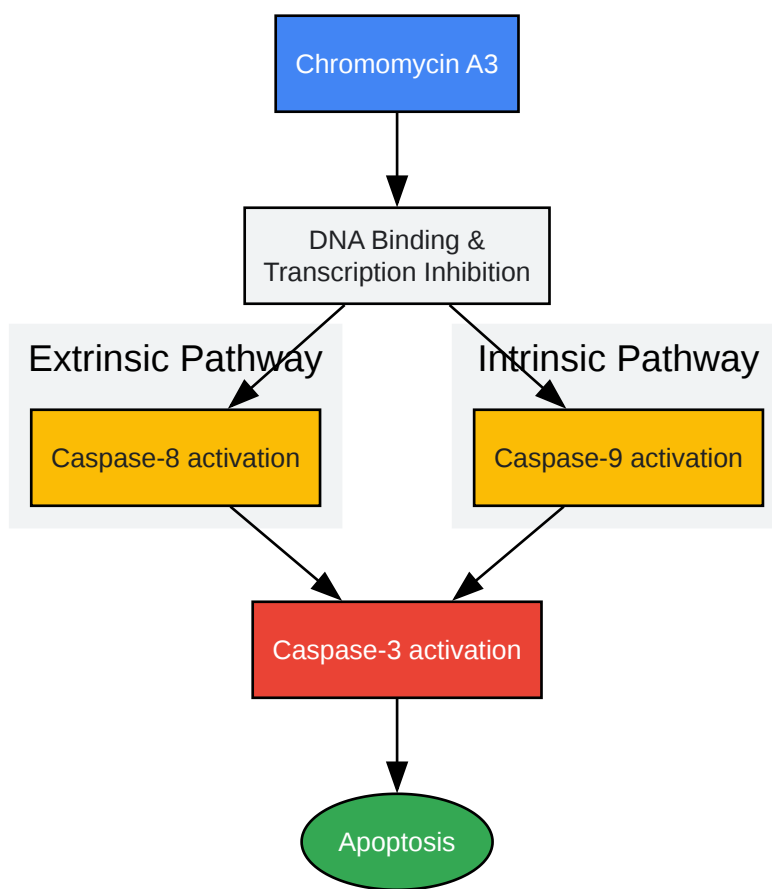 Chromomycin A3
DNA Binding &
Transcription Inhibition
Extrinsic Pathway
Intrinsic Pathway
Caspase-8 activation
Caspase-9 activation
Caspase-3 activation
Apoptosis